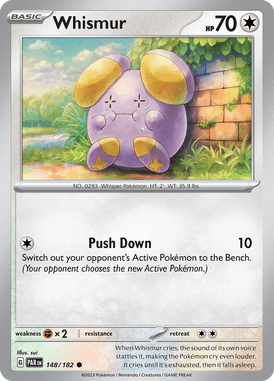 BASIC
Whismur
HP 70
NO. 0293 Whisper Pokémon HT: 2' WT: 35.9 lbs
Push Down 10
Switch out your opponent's Active Pokémon to the Bench.
(Your opponent chooses the new Active Pokémon.)
weakness × 2 resistance retreat
Illus. sui
G PAR EN 148/182
When Whismur cries, the sound of its own voice
startles it, making the Pokémon cry even louder.
It cries until it's exhausted, then it falls asleep.
©2023 Pokémon / Nintendo / Creatures / GAME FREAK